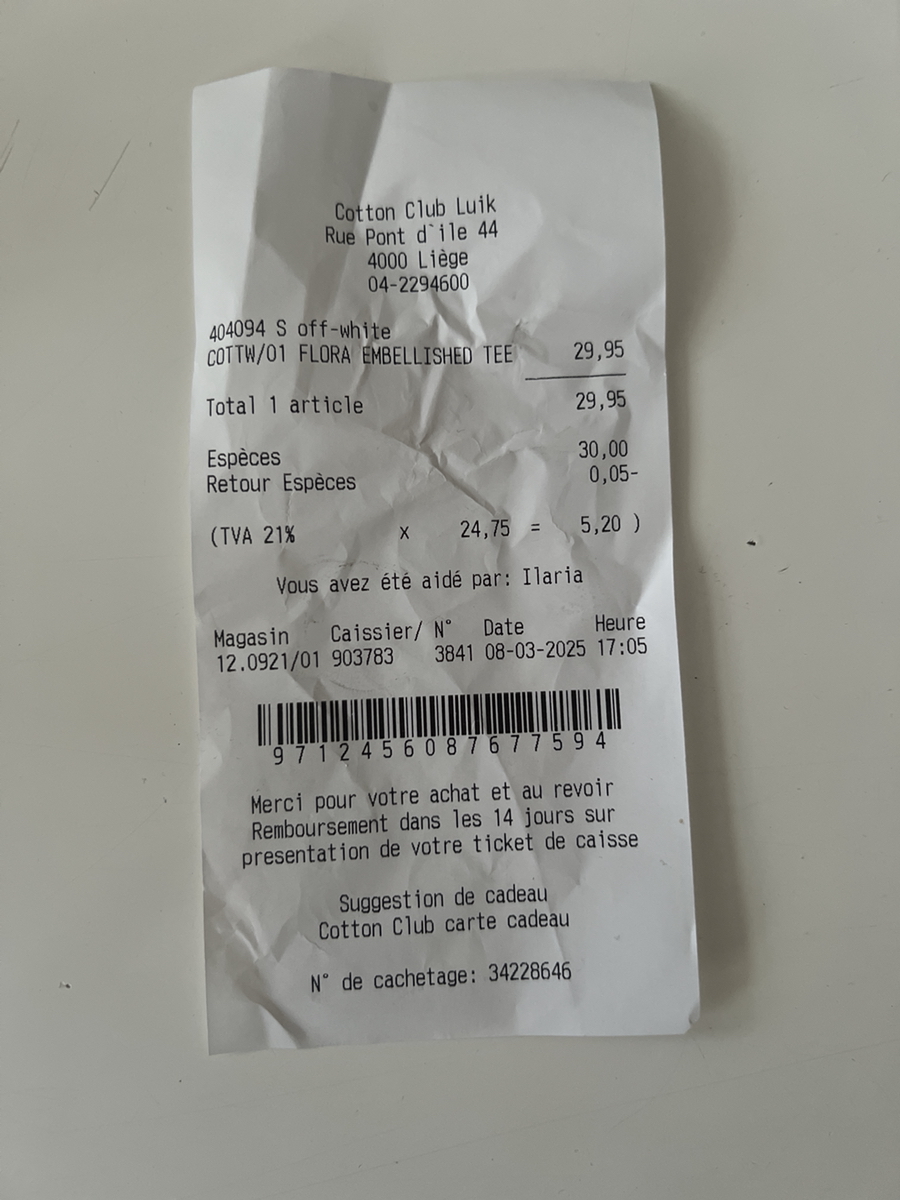 Cotton Club Luik
Rue Pont d`ile 44
4000 Liège
04-2294600
404094 S off-white
COTTW/01 FLORA EMBELLISHED TEE 29,95
Total 1 article 29,95
Espèces 30,00
Retour Espèces 0,05-
(TVA 21% x 24,75 = 5,20 )
Vous avez été aidé par: Ilaria
Magasin Caissier/ N° Date Heure
12.0921/01 903783 3841 08-03-2025 17:05
9712456087677594
Merci pour votre achat et au revoir
Remboursement dans les 14 jours sur
presentation de votre ticket de caisse
Suggestion de cadeau
Cotton Club carte cadeau
N° de cachetage: 34228646